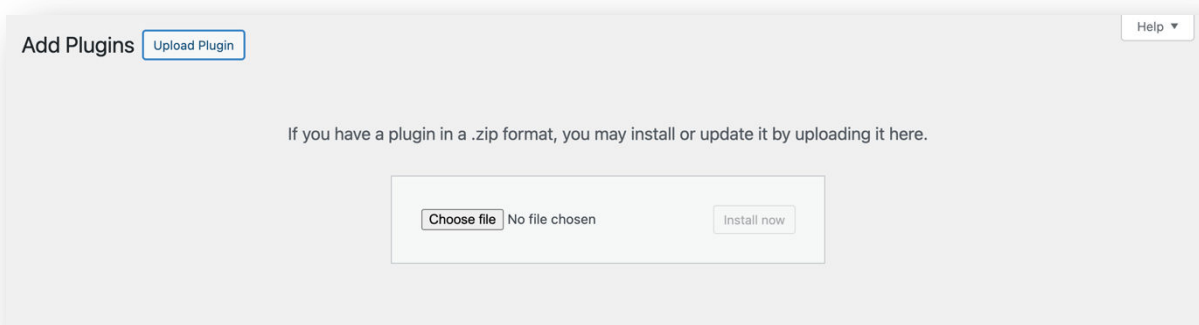 Help ▼
Add Plugins Upload Plugin
If you have a plugin in a .zip format, you may install or update it by uploading it here.
Choose file No file chosen Install now